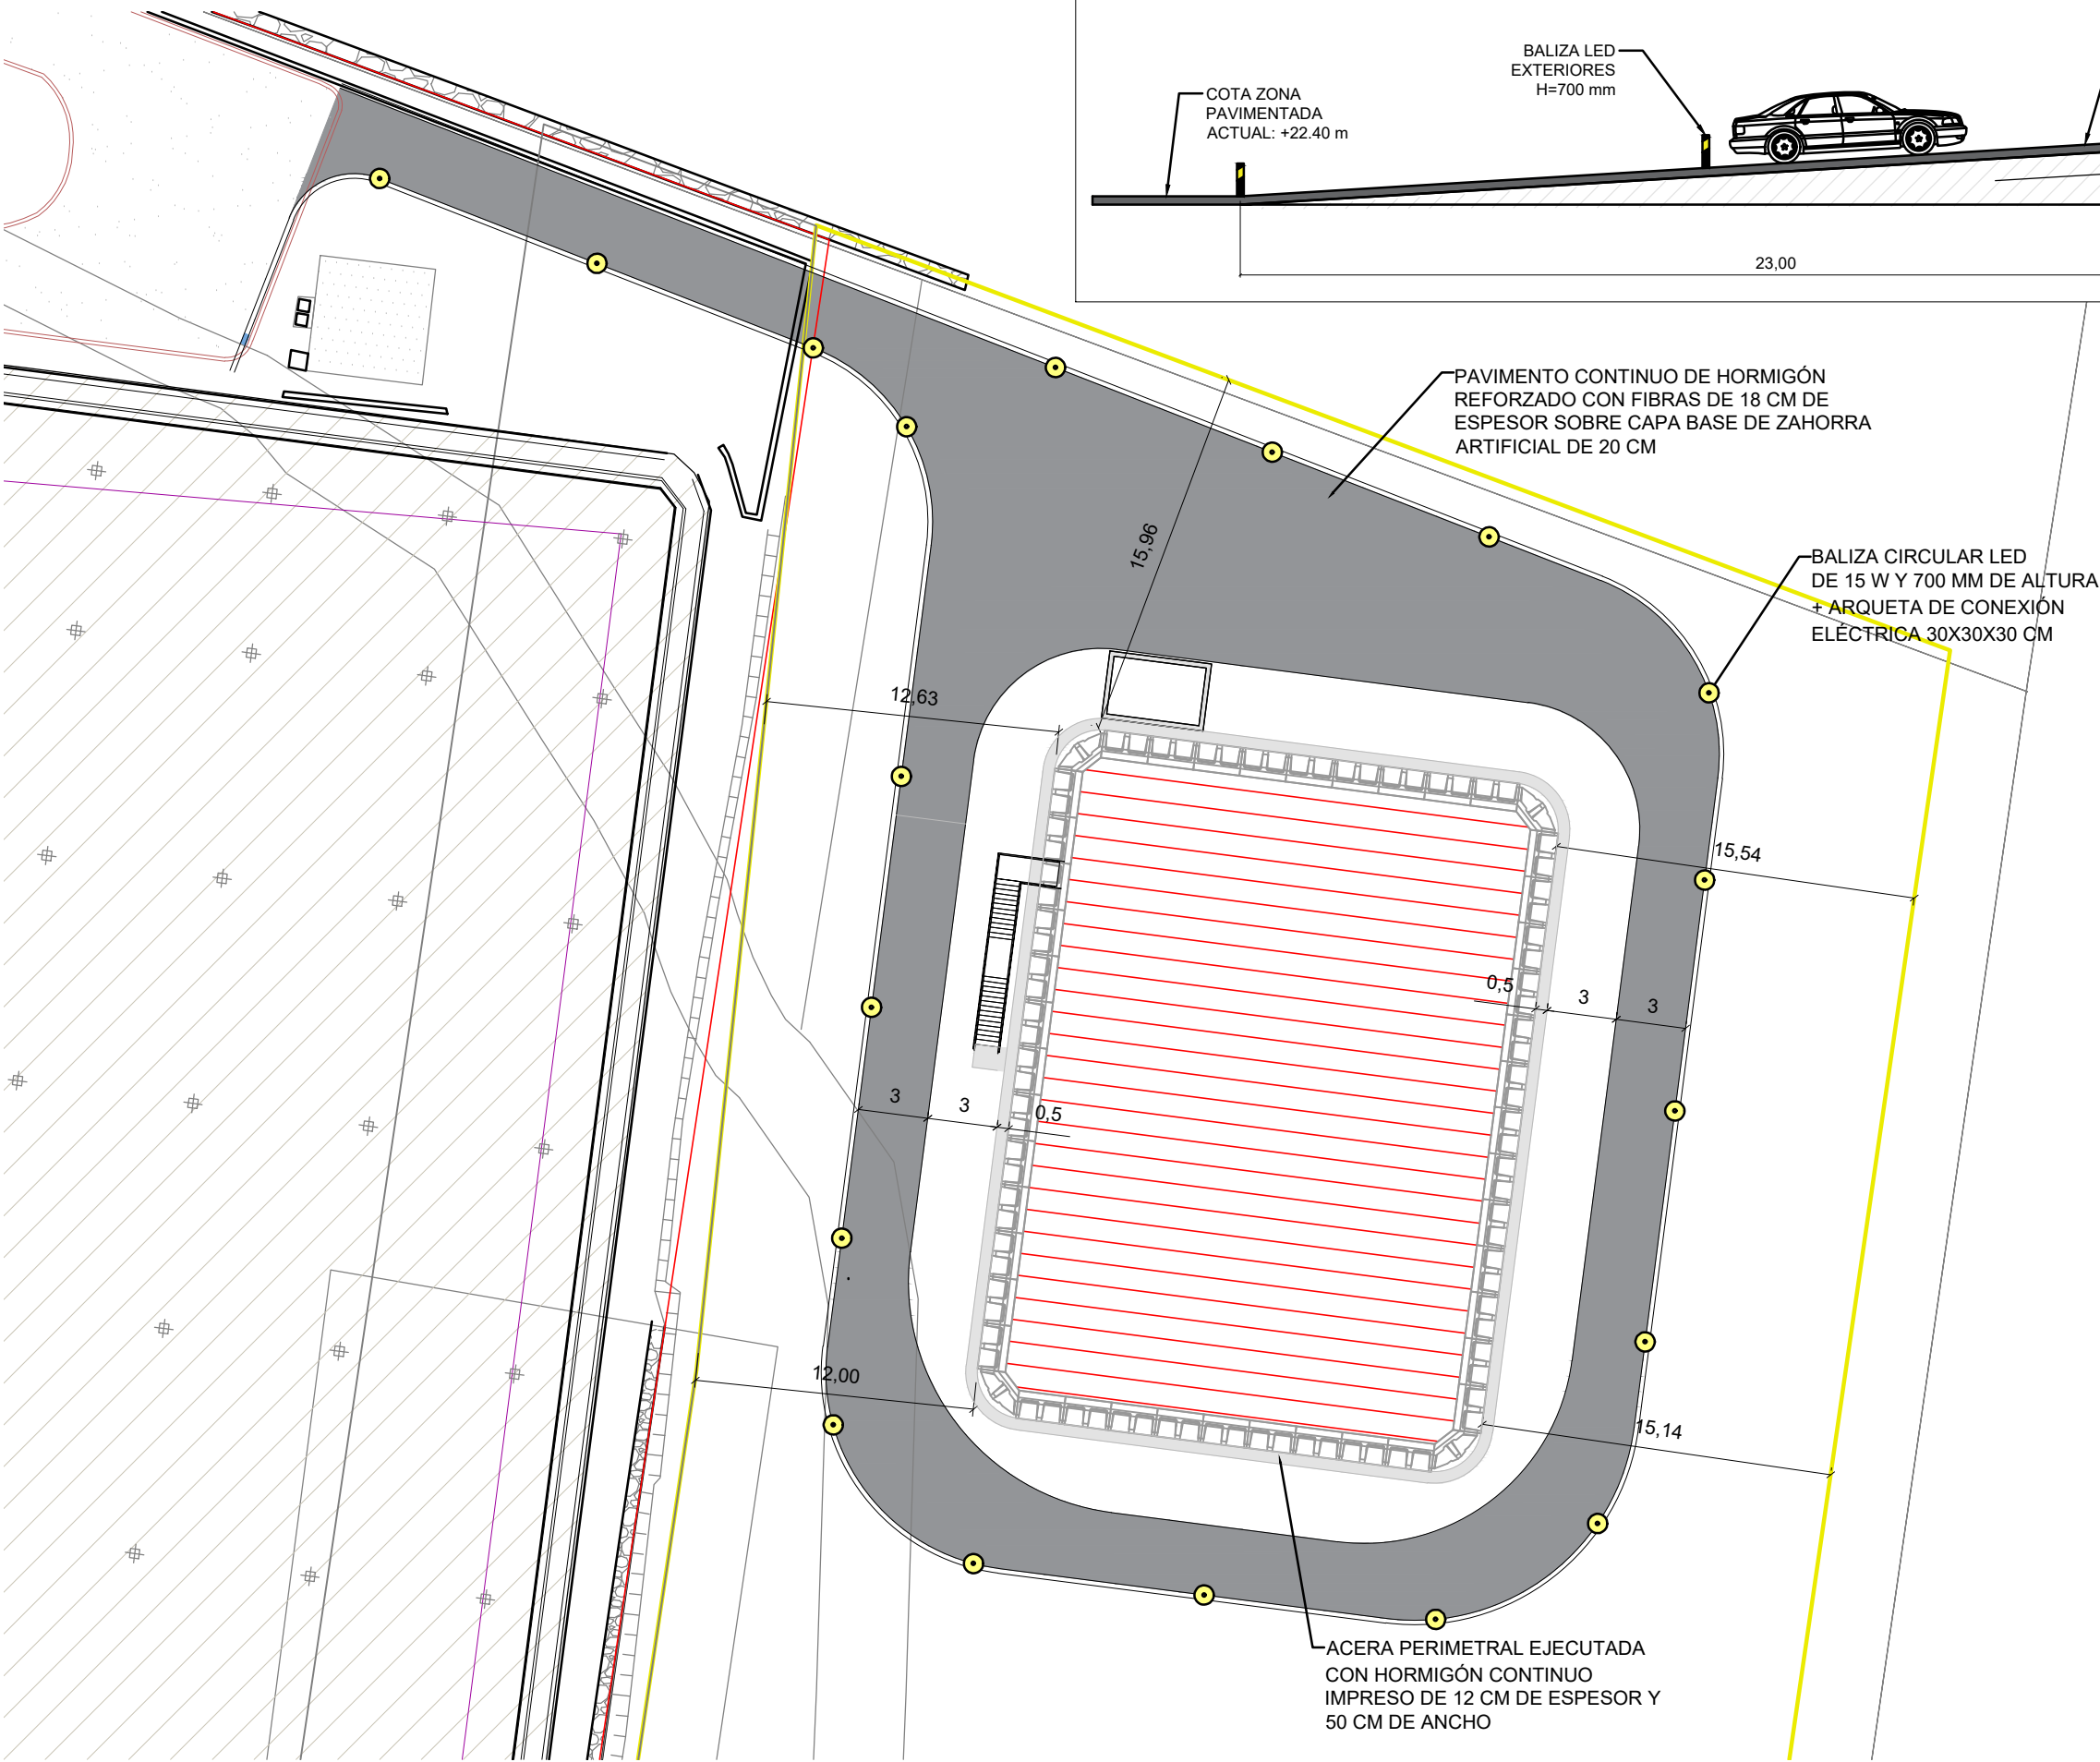 BALIZA LED
EXTERIORES
H=700 mm
COTA ZONA
PAVIMENTADA
ACTUAL: +22.40 m
23,00
PAVIMENTO CONTINUO DE HORMIGÓN
REFORZADO CON FIBRAS DE 18 CM DE
ESPESOR SOBRE CAPA BASE DE ZAHORRA
ARTIFICIAL DE 20 CM
15,96
BALIZA CIRCULAR LED
DE 15 W Y 700 MM DE ALTURA
+ ARQUETA DE CONEXIÓN
ELÉCTRICA 30X30X30 CM
12,63
15,54
0,5
3
3
3
3
0,5
12,00
15,14
ACERA PERIMETRAL EJECUTADA
CON HORMIGÓN CONTINUO
IMPRESO DE 12 CM DE ESPESOR Y
50 CM DE ANCHO